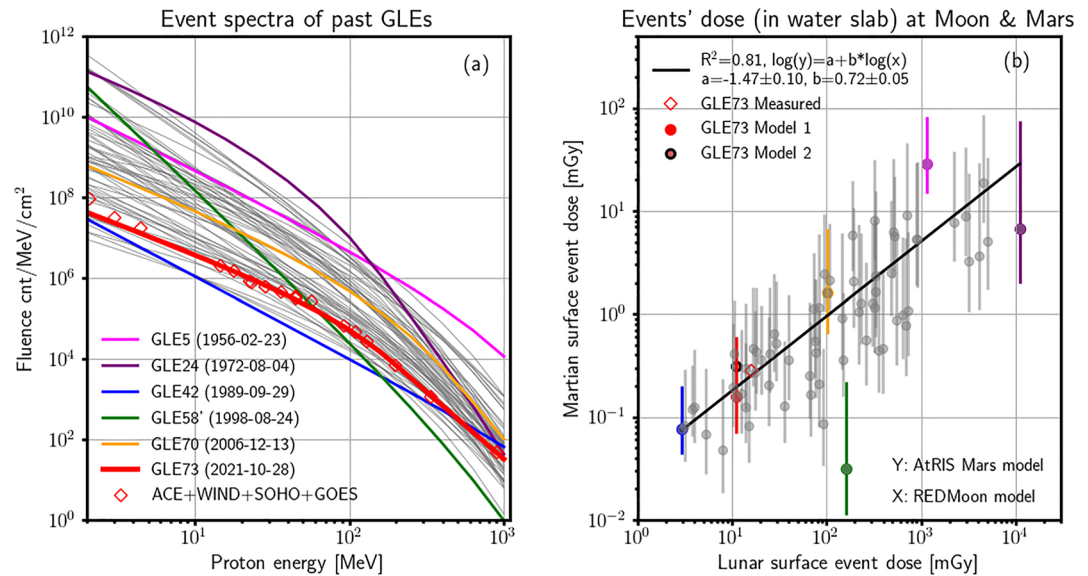 Event spectra of past GLEs
(a)
10^12
10^10
10^8
10^6
10^4
10^2
10^0
Fluence cnt/MeV/cm^2
GLE5 (1956-02-23)
GLE24 (1972-08-04)
GLE42 (1989-09-29)
GLE58' (1998-08-24)
GLE70 (2006-12-13)
GLE73 (2021-10-28)
ACE+WIND+SOHO+GOES
10^1
10^2
10^3
Proton energy [MeV]
Events' dose (in water slab) at Moon & Mars
(b)
R^2=0.81, log(y)=a+b*log(x)
a=-1.47±0.10, b=0.72±0.05
GLE73 Measured
GLE73 Model 1
GLE73 Model 2
10^2
10^1
10^0
10^-1
10^-2
Martian surface event dose [mGy]
Y: AtRIS Mars model
X: REDMoon model
10^0
10^1
10^2
10^3
10^4
Lunar surface event dose [mGy]